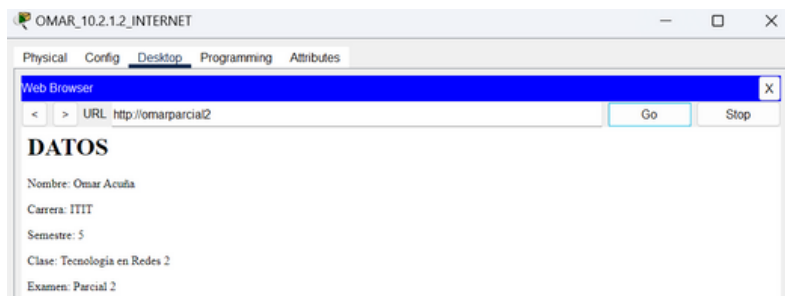 OMAR_10.2.1.2_INTERNET
Physical Config Desktop Programming Attributes
Web Browser X
< > URL http://omarparcial2 Go Stop
DATOS
Nombre: Omar Acuña
Carrera: ITIT
Semestre: 5
Clase: Tecnologia en Redes 2
Examen: Parcial 2